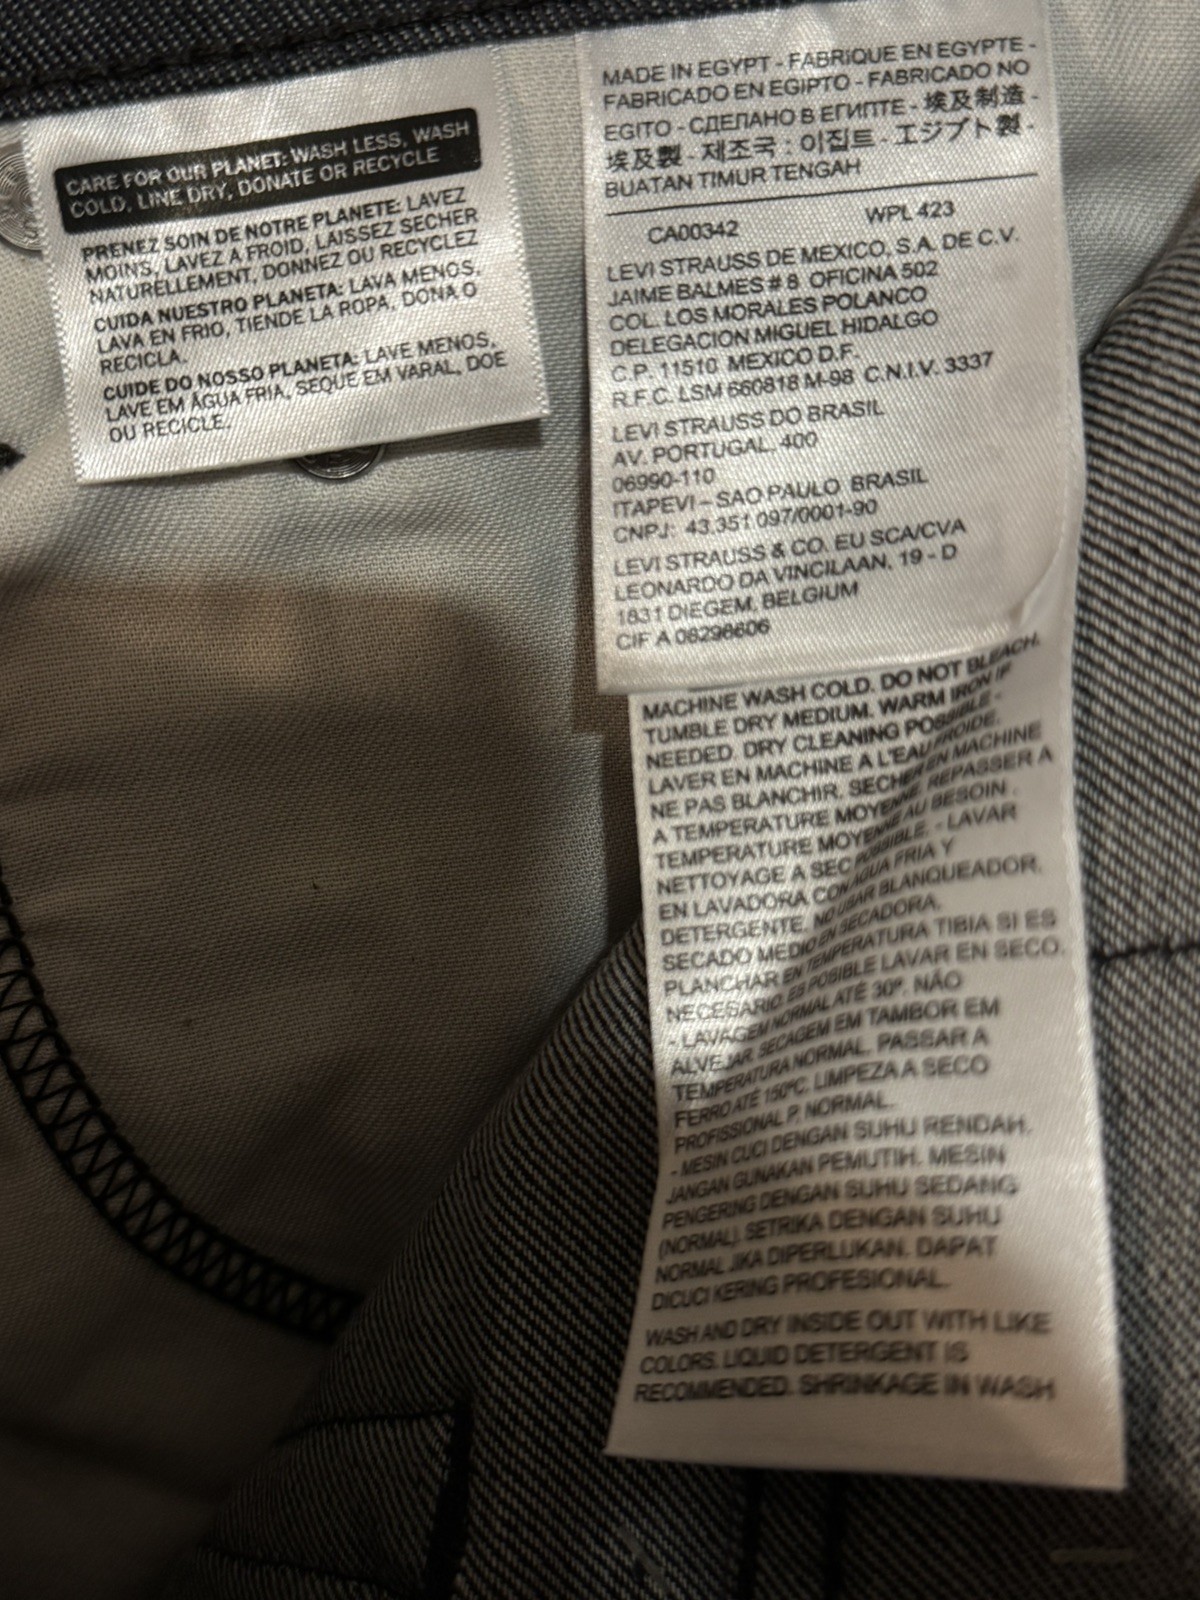 CARE FOR OUR PLANET: WASH LESS, WASH
COLD, LINE DRY, DONATE OR RECYCLE
PRENEZ SOIN DE NOTRE PLANETE: LAVEZ
MOINS, LAVEZ A FROID, LAISSEZ SECHER
NATURELLEMENT, DONNEZ OU RECYCLEZ
CUIDA NUESTRO PLANETA: LAVA MENOS,
LAVA EN FRIO, TIENDE LA ROPA, DONA O
RECICLA.
CUIDE DO NOSSO PLANETA: LAVE MENOS,
LAVE EM ÁGUA FRIA, SEQUE EM VARAL, DOE
OU RECICLE.
MADE IN EGYPT - FABRIQUE EN EGYPTE -
FABRICADO EN EGIPTO - FABRICADO NO
EGITO - СДЕЛАНО В ЕГИПТЕ - 埃及制造 -
埃及製 - 제조국 : 이집트 - エジプト製 -
BUATAN TIMUR TENGAH
CA00342 WPL 423
LEVI STRAUSS DE MEXICO, S.A. DE C.V.
JAIME BALMES # 8 OFICINA 502
COL. LOS MORALES POLANCO
DELEGACION MIGUEL HIDALGO
C.P. 11510 MEXICO D.F.
R.F.C. LSM 660818 M-98 C.N.I.V. 3337
LEVI STRAUSS DO BRASIL
AV. PORTUGAL, 400
06990-110
ITAPEVI – SAO PAULO BRASIL
CNPJ: 43.351.097/0001-90
LEVI STRAUSS & CO. EU SCA/CVA
LEONARDO DA VINCILAAN, 19 - D
1831 DIEGEM, BELGIUM
CIF A 08298606
MACHINE WASH COLD. DO NOT BLEACH.
TUMBLE DRY MEDIUM. WARM IRON IF
NEEDED. DRY CLEANING POSSIBLE. -
LAVER EN MACHINE A L'EAU FROIDE.
NE PAS BLANCHIR. SECHER EN MACHINE
A TEMPERATURE MOYENNE. REPASSER A
TEMPERATURE MOYENNE AU BESOIN.
NETTOYAGE A SEC POSSIBLE. - LAVAR
EN LAVADORA CON AGUA FRIA Y
DETERGENTE. NO USAR BLANQUEADOR.
SECADO MEDIO EN SECADORA.
PLANCHAR EN TEMPERATURA TIBIA SI ES
NECESARIO. ES POSIBLE LAVAR EN SECO.
- LAVAGEM NORMAL ATÉ 30º. NÃO
ALVEJAR. SECAGEM EM TAMBOR EM
TEMPERATURA NORMAL. PASSAR A
FERRO ATÉ 150ºC. LIMPEZA A SECO
PROFISSIONAL P. NORMAL.
- MESIN CUCI DENGAN SUHU RENDAH.
JANGAN GUNAKAN PEMUTIH. MESIN
PENGERING DENGAN SUHU SEDANG
(NORMAL). SETRIKA DENGAN SUHU
NORMAL JIKA DIPERLUKAN. DAPAT
DICUCI KERING PROFESIONAL.
WASH AND DRY INSIDE OUT WITH LIKE
COLORS. LIQUID DETERGENT IS
RECOMMENDED. SHRINKAGE IN WASH